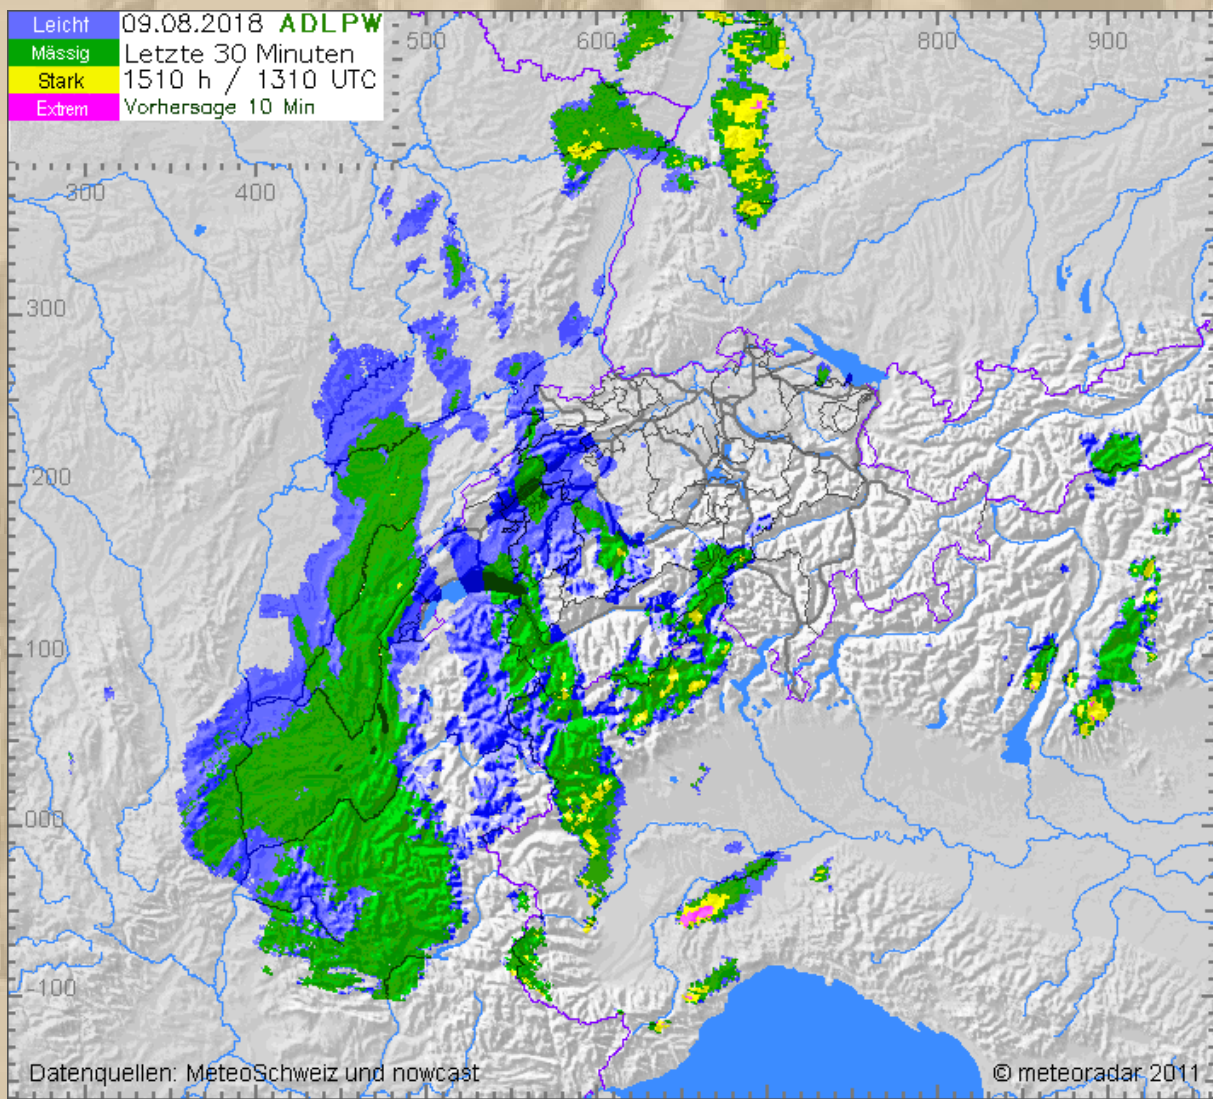 Leicht 09.08.2018 ADLPW
Mässig Letzte 30 Minuten
Stark 1510 h / 1310 UTC
Extrem Vorhersage 10 Min
500 600 700 800 900
300 400
300
200
100
000
-100
Datenquellen: MeteoSchweiz und nowcast © meteoradar 2011